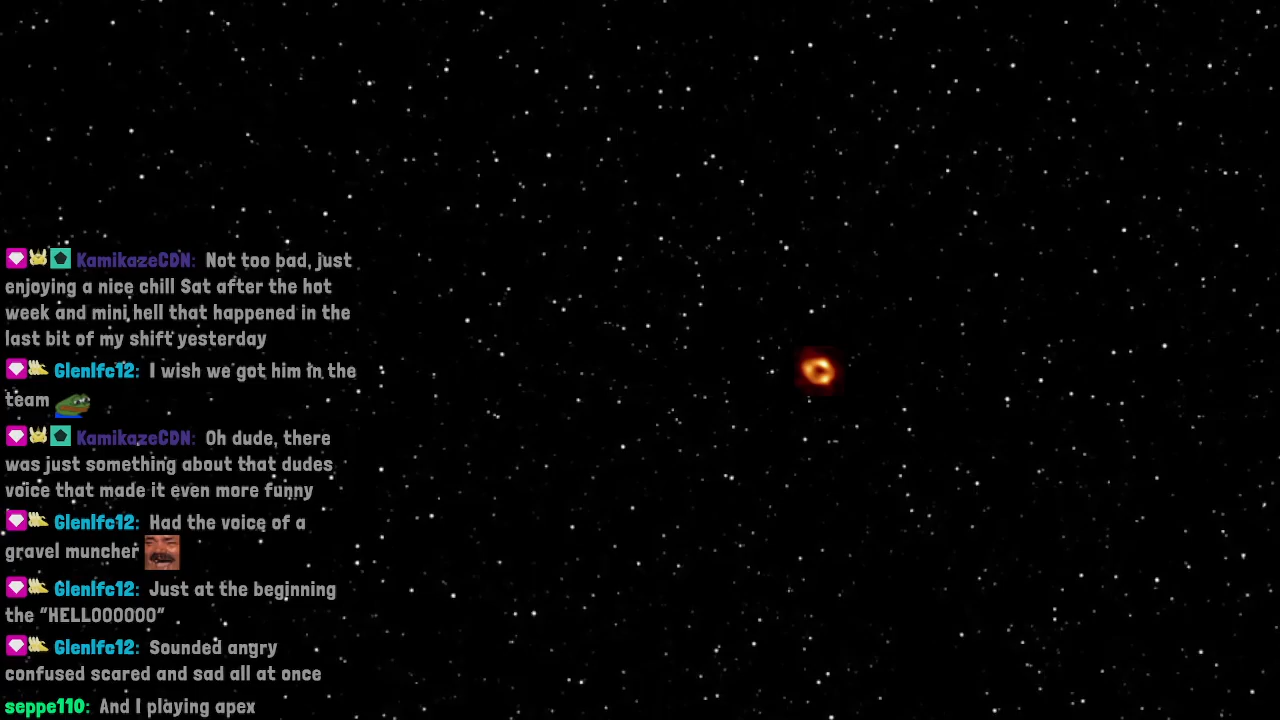 KamikazeCDN: Not too bad, just
enjoying a nice chill Sat after the hot
week and mini hell that happened in the
last bit of my shift yesterday
Glenlfc12: I wish we got him in the
team
KamikazeCDN: Oh dude, there
was just something about that dudes
voice that made it even more funny
Glenlfc12: Had the voice of a
gravel muncher
Glenlfc12: Just at the beginning
the "HELLOOOOOO"
Glenlfc12: Sounded angry
confused scared and sad all at once
seppe110: And I playing apex